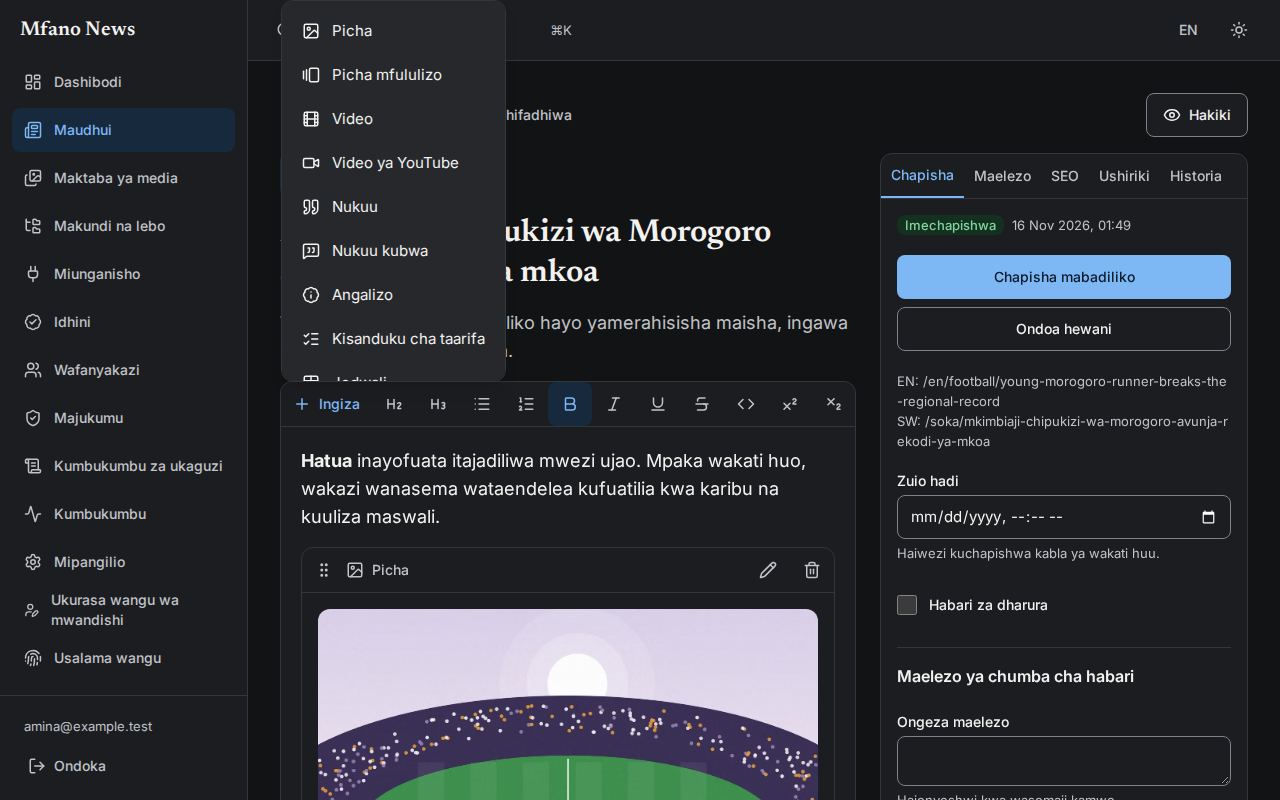 Mfano News
Dashibodi
Maudhui
Maktaba ya media
Makundi na lebo
Miunganisho
Idhini
Wafanyakazi
Majukumu
Kumbukumbu za ukaguzi
Kumbukumbu
Mipangilio
Ukurasa wangu wa
mwandishi
Usalama wangu
amina@example.test
Ondoka
⌘K
EN
Picha
Picha mfululizo
Video
Video ya YouTube
Nukuu
Nukuu kubwa
Angalizo
Kisanduku cha taarifa
Jedwali
Hakiki
wa Morogoro
mkoa
hayo yamerahisisha maisha, ingawa
Ingiza
H2
H3
B
I
U
S
<>
x²
X₂
Hatua inayofuata itajadiliwa mwezi ujao. Mpaka wakati huo,
wakazi wanasema wataendelea kufuatilia kwa karibu na
kuuliza maswali.
Picha
Chapisha
Maelezo
SEO
Ushiriki
Historia
Imechapishwa 16 Nov 2026, 01:49
Chapisha mabadiliko
Ondoa hewani
EN: /en/football/young-morogoro-runner-breaks-the
-regional-record
SW: /soka/mkimbiaji-chipukizi-wa-morogoro-avunja-r
ekodi-ya-mkoa
Zuio hadi
mm/dd/yyyy, --:-- --
Haiwezi kuchapishwa kabla ya wakati huu.
Habari za dharura
Maelezo ya chumba cha habari
Ongeza maelezo
Haionyeshwi kwa wasomaji kamwe.